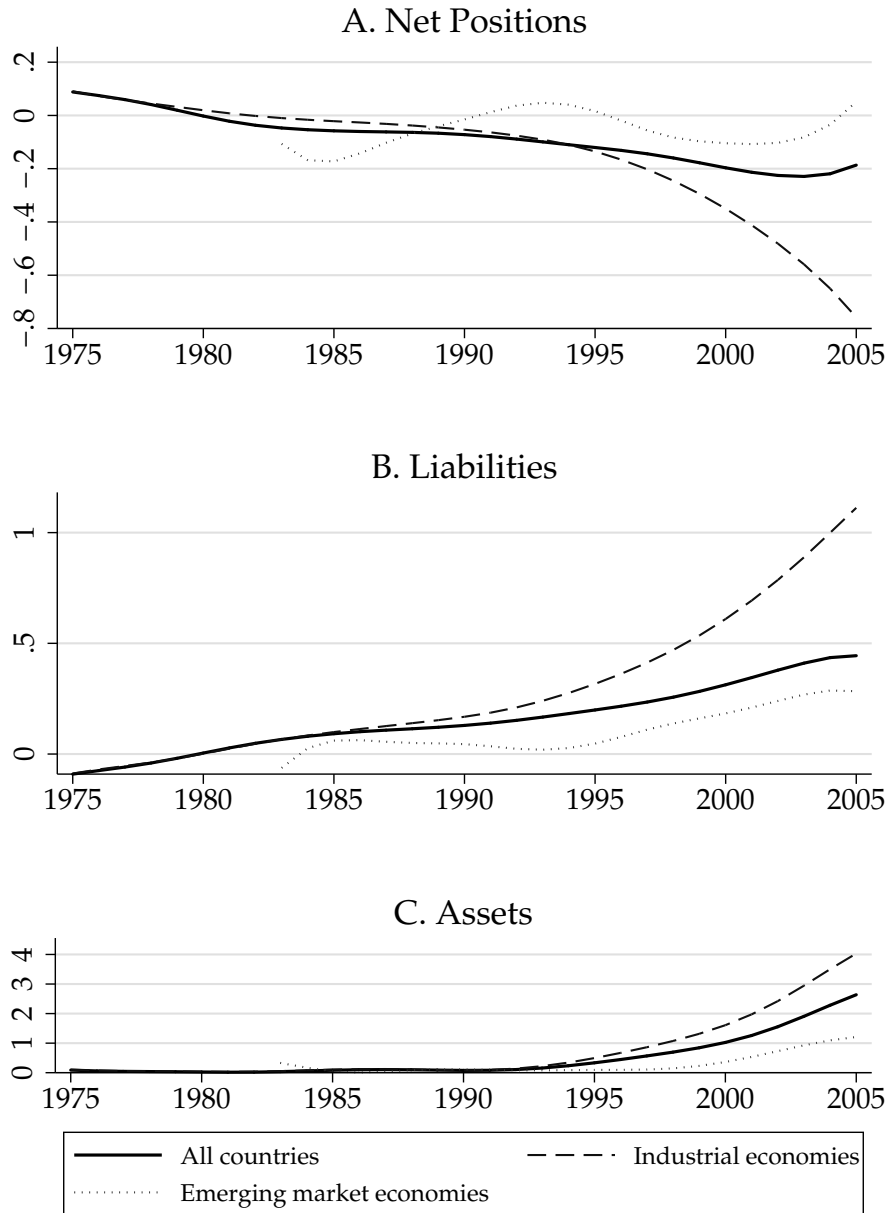 A. Net Positions
.2
0
−.2
−.4
−.6
−.8
1975 1980 1985 1990 1995 2000 2005
B. Liabilities
1
.5
0
1975 1980 1985 1990 1995 2000 2005
C. Assets
4
3
2
1
0
1975 1980 1985 1990 1995 2000 2005
All countries Industrial economies
Emerging market economies